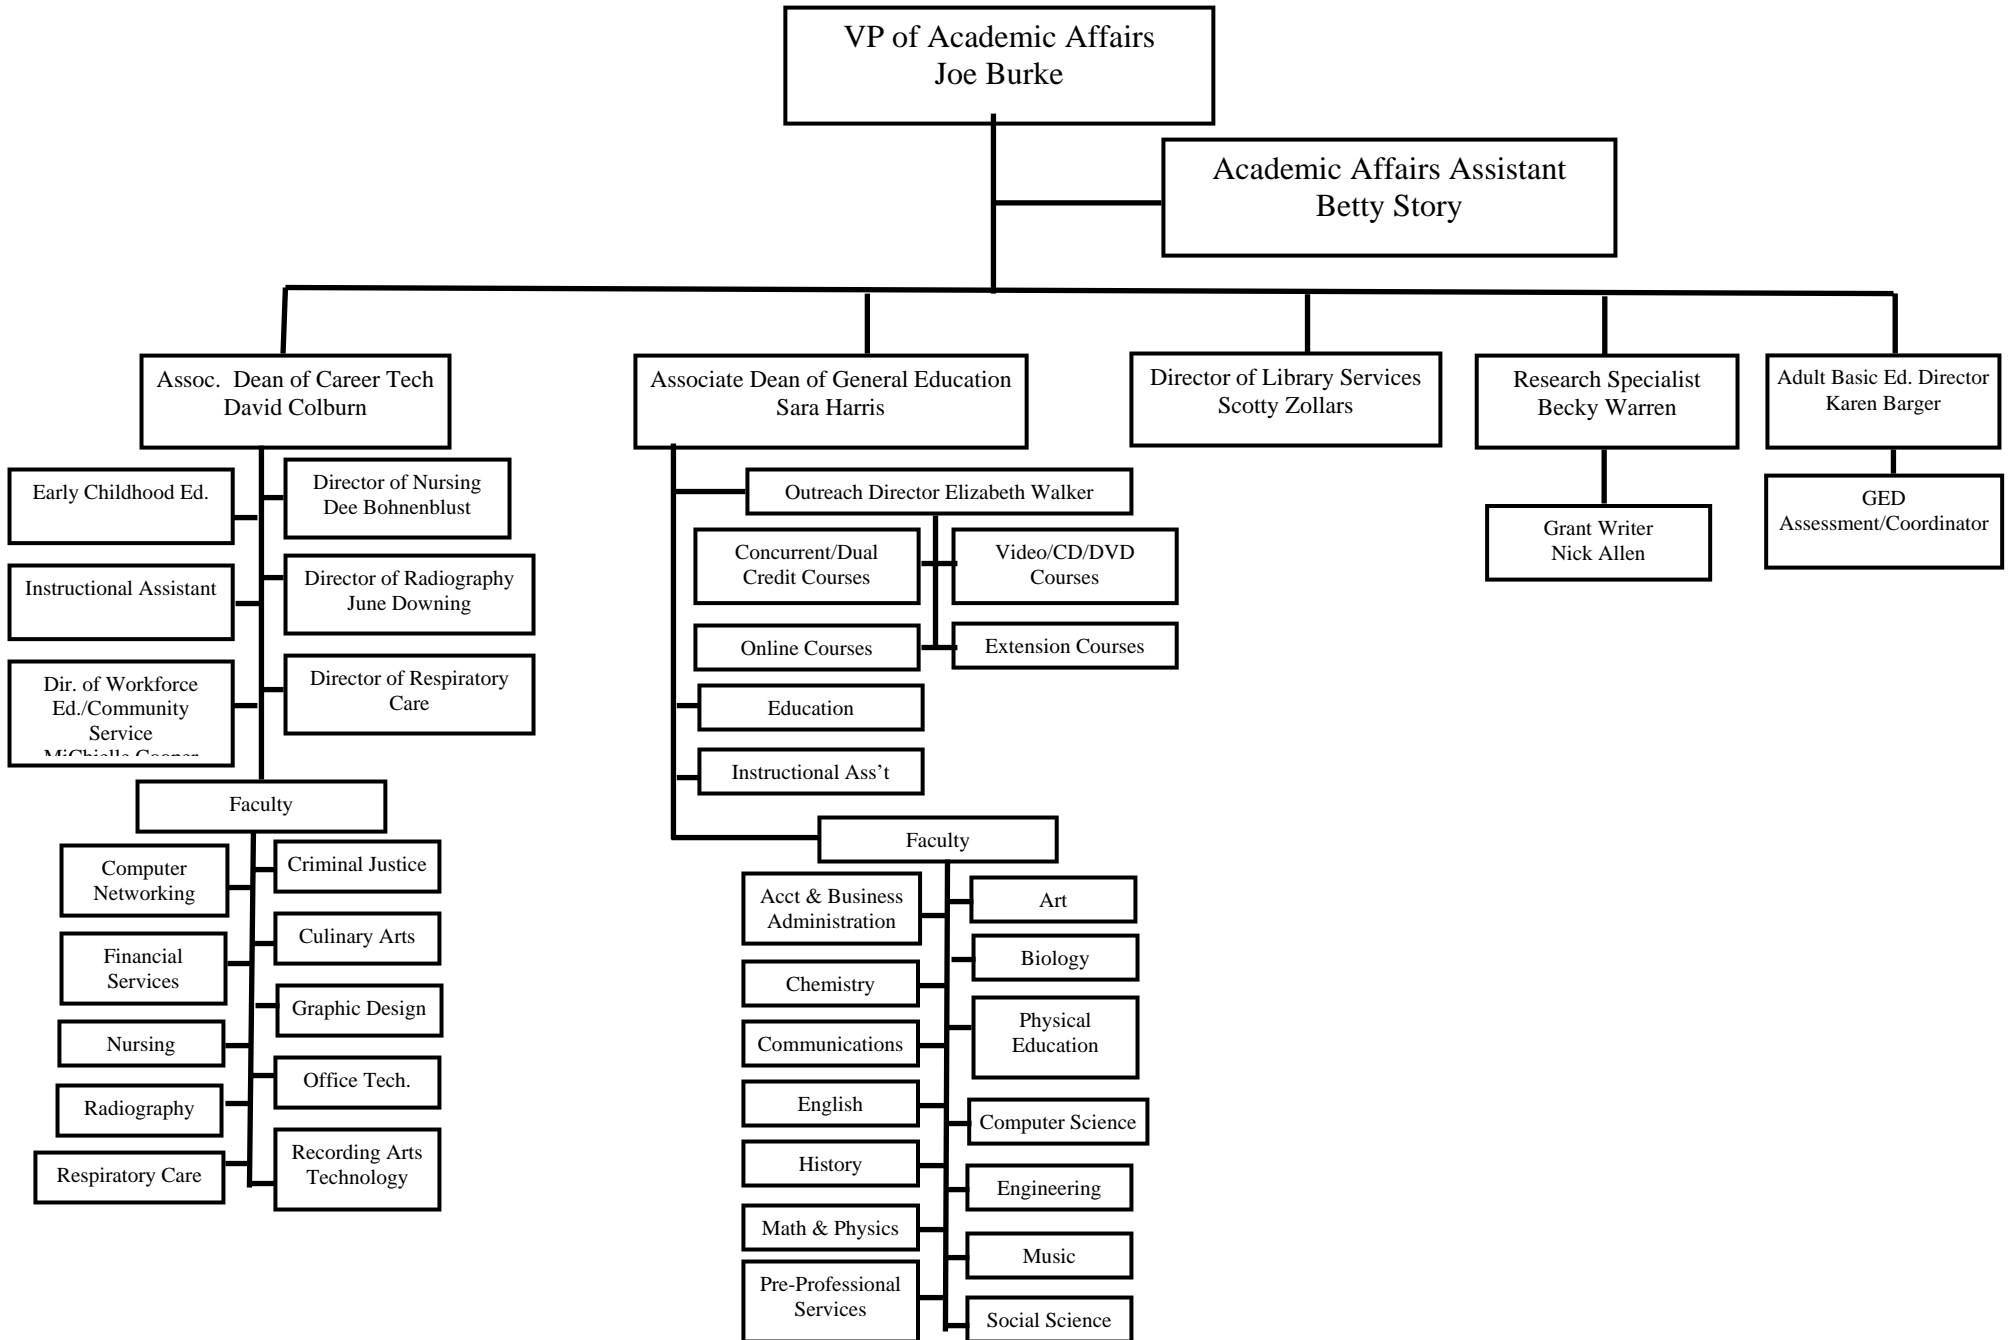 VP of Academic Affairs
Joe Burke
Academic Affairs Assistant
Betty Story
Assoc. Dean of Career Tech
David Colburn
Associate Dean of General Education
Sara Harris
Director of Library Services
Scotty Zollars
Research Specialist
Becky Warren
Adult Basic Ed. Director
Karen Barger
Early Childhood Ed.
Director of Nursing
Dee Bohnenblust
Instructional Assistant
Director of Radiography
June Downing
Dir. of Workforce
Ed./Community
Service
MiChielle Cooper
Director of Respiratory
Care
Faculty
Computer
Networking
Criminal Justice
Financial
Services
Culinary Arts
Graphic Design
Nursing
Office Tech.
Radiography
Recording Arts
Technology
Respiratory Care
Outreach Director Elizabeth Walker
Concurrent/Dual
Credit Courses
Video/CD/DVD
Courses
Online Courses
Extension Courses
Education
Instructional Ass’t
Faculty
Acct & Business
Administration
Art
Biology
Chemistry
Physical
Education
Communications
English
Computer Science
History
Engineering
Math & Physics
Music
Pre-Professional
Services
Social Science
Grant Writer
Nick Allen
GED
Assessment/Coordinator